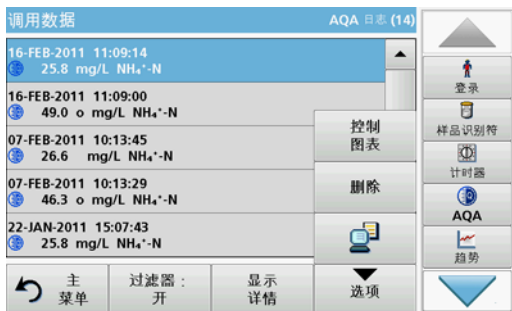 调用数据 AQA 日志 (14)
16-FEB-2011 11:09:14
25.8 mg/L NH₄⁺-N
16-FEB-2011 11:09:00
49.0 o mg/L NH₄⁺-N
07-FEB-2011 10:13:45
26.6 mg/L NH₄⁺-N
07-FEB-2011 10:13:29
46.3 o mg/L NH₄⁺-N
22-JAN-2011 15:07:43
25.8 mg/L NH₄⁺-N
控制
图表
删除
主
菜单
过滤器：
开
显示
详情
选项
登录
样品识别符
计时器
AQA
趋势